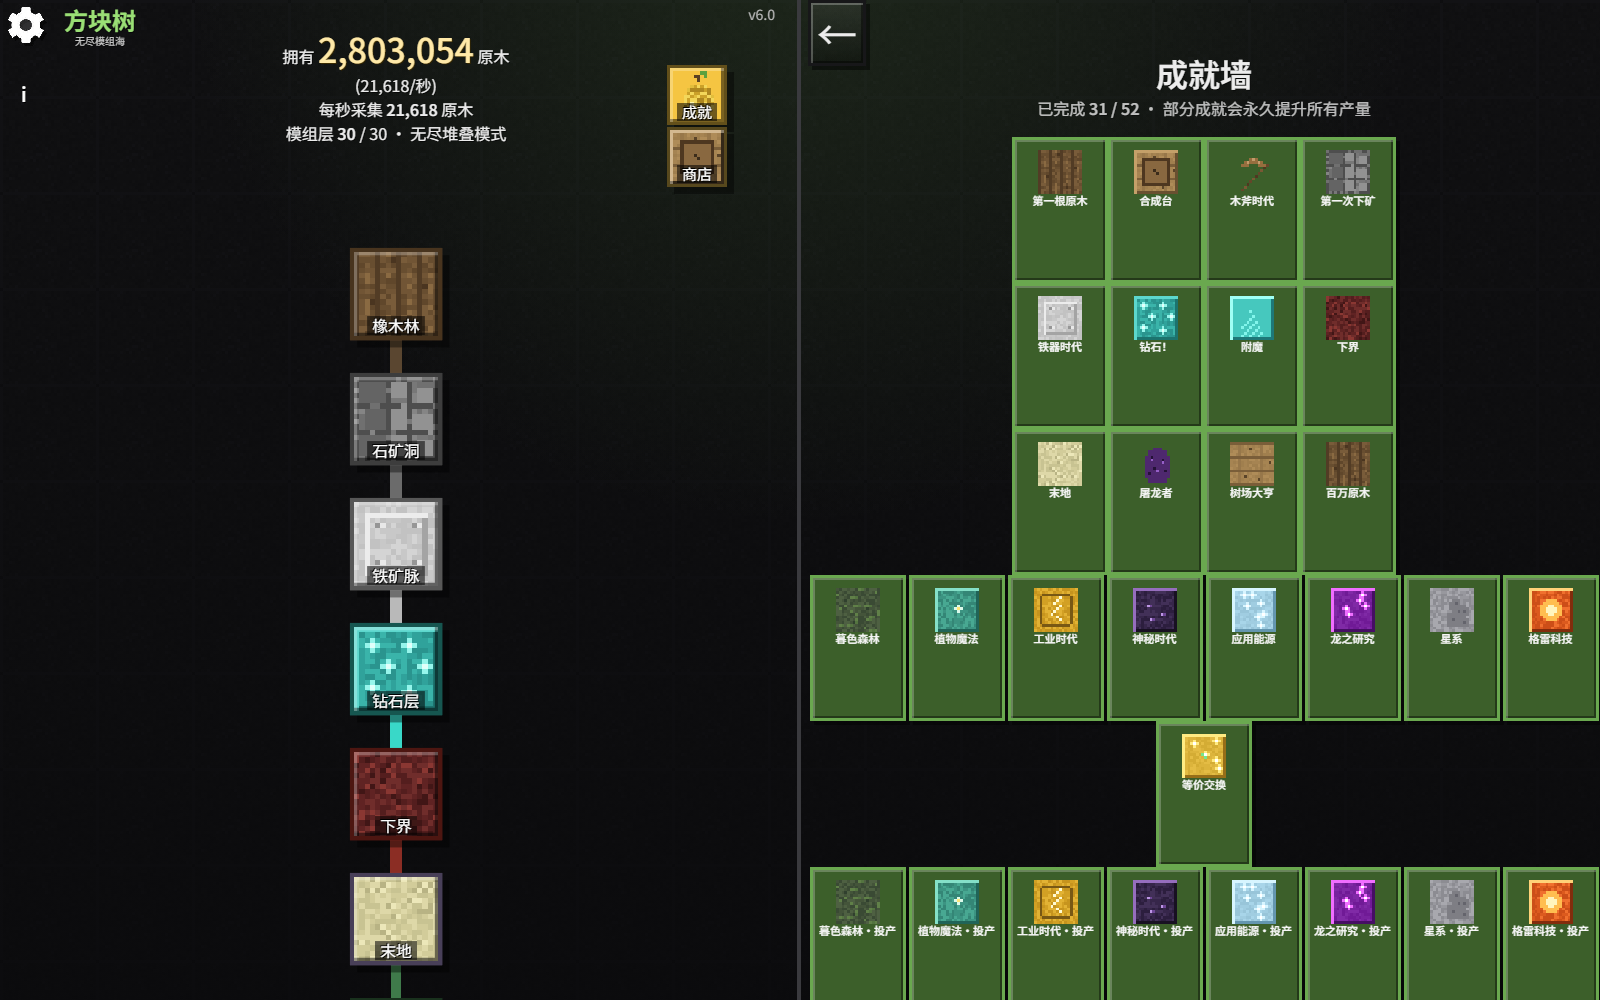 方块树
无尽模组海
i
v6.0
拥有 2,803,054 原木
(21,618/秒)
每秒采集 21,618 原木
模组层 30 / 30 • 无尽堆叠模式
成就
商店
橡木林
石矿洞
铁矿脉
钻石层
下界
末地
成就墙
已完成 31 / 52 • 部分成就会永久提升所有产量
第一根原木 合成台 木斧时代 第一次下矿
铁器时代 钻石! 附魔 下界
末地 屠龙者 树场大亨 百万原木
暮色森林 植物魔法 工业时代 神秘时代 应用能源 龙之研究 星系 格雷科技
等价交换
暮色森林·投产 植物魔法·投产 工业时代·投产 神秘时代·投产 应用能源·投产 龙之研究·投产 星系·投产 格雷科技·投产